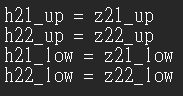 h21_up = z21_up
h22_up = z22_up
h21_low = z21_low
h22_low = z22_low